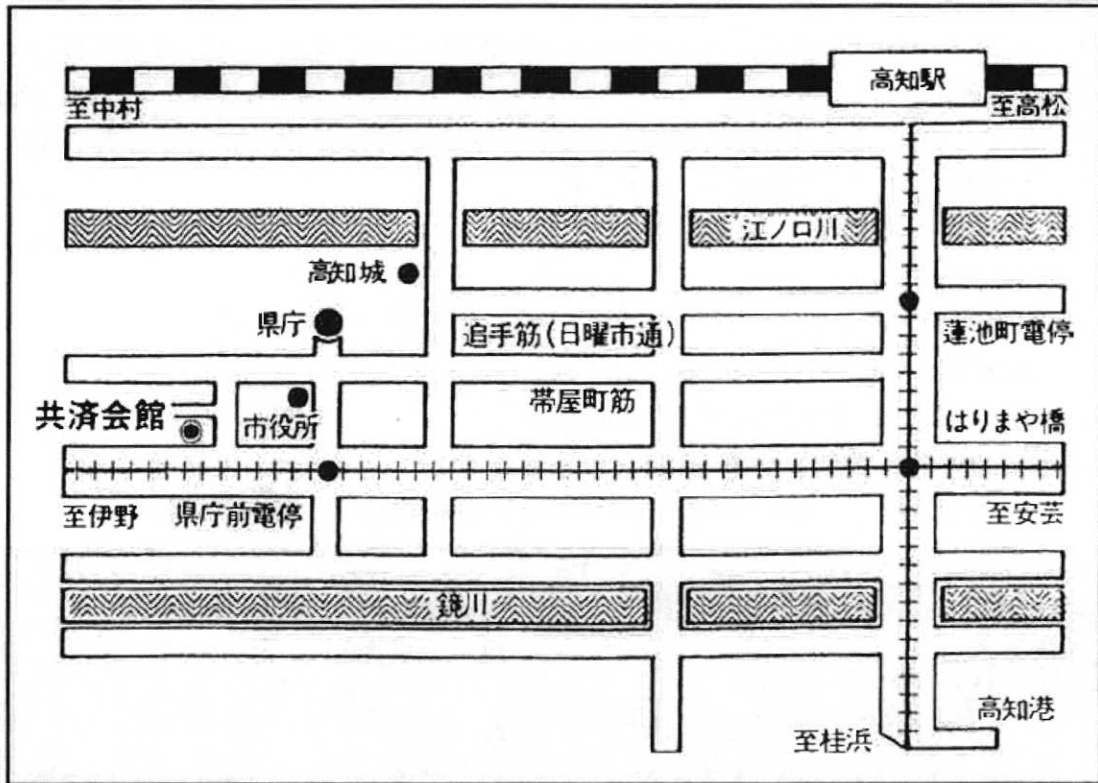 高知駅
至中村
至高松
江ノ口川
高知城
県庁
追手筋(日曜市通)
蓮池町電停
帯屋町筋
共済会館
市役所
はりまや橋
至伊野
県庁前電停
至安芸
鏡川
高知港
至桂浜